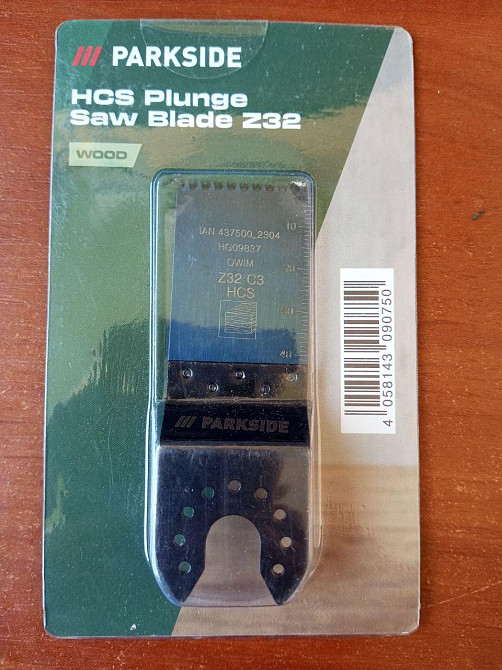 PARKSIDE
HCS Plunge
Saw Blade Z32
WOOD
IAN 437500_2304
HG09837
OWIM
Z32 C3
HCS
10
20
30
40
PARKSIDE
4 058143 090750